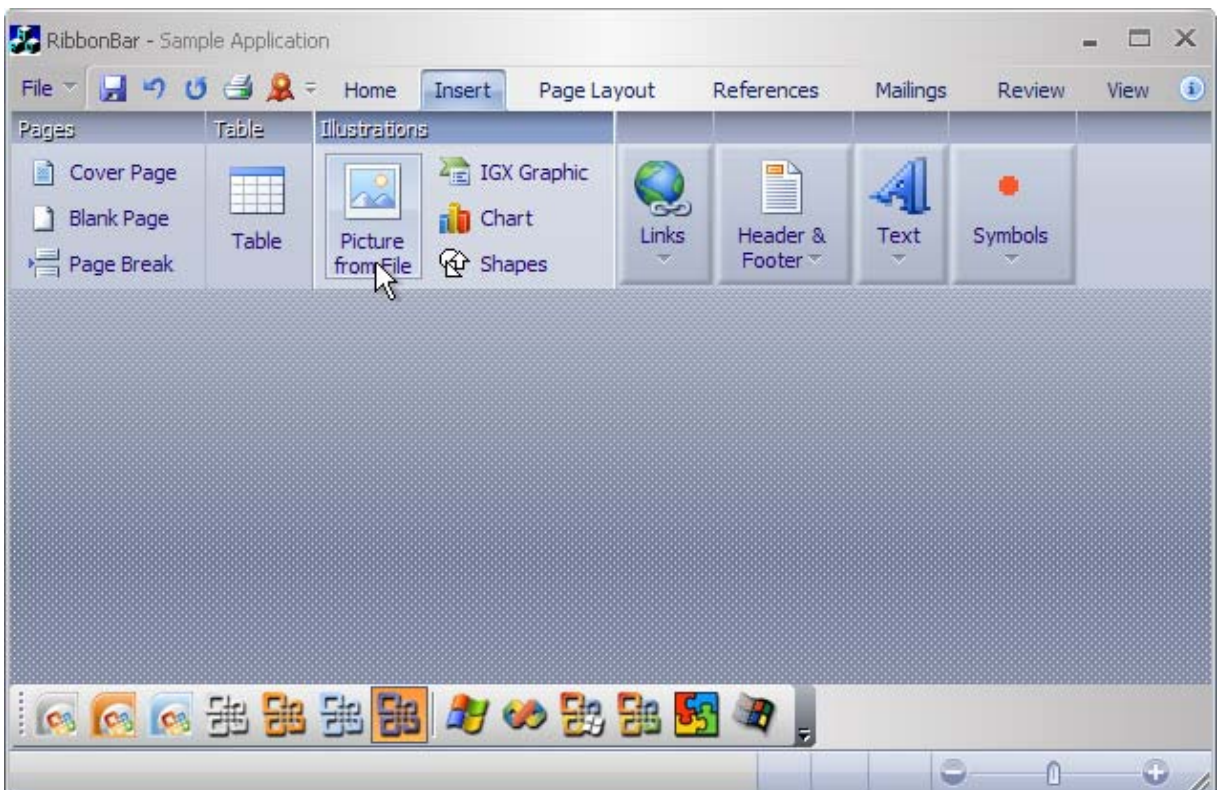 RibbonBar - Sample Application
File Home Insert Page Layout References Mailings Review View
Pages Table Illustrations
Cover Page
Blank Page
Page Break
Table
Picture
from File
IGX Graphic
Chart
Shapes
Links
Header &
Footer
Text
Symbols